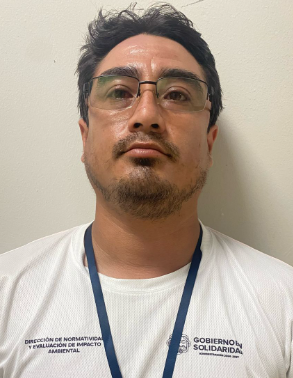 DIRECCIÓN DE NORMATIVIDAD
Y EVALUACIÓN DE IMPACTO
AMBIENTAL
GOBIERNO
SOLIDARIDAD